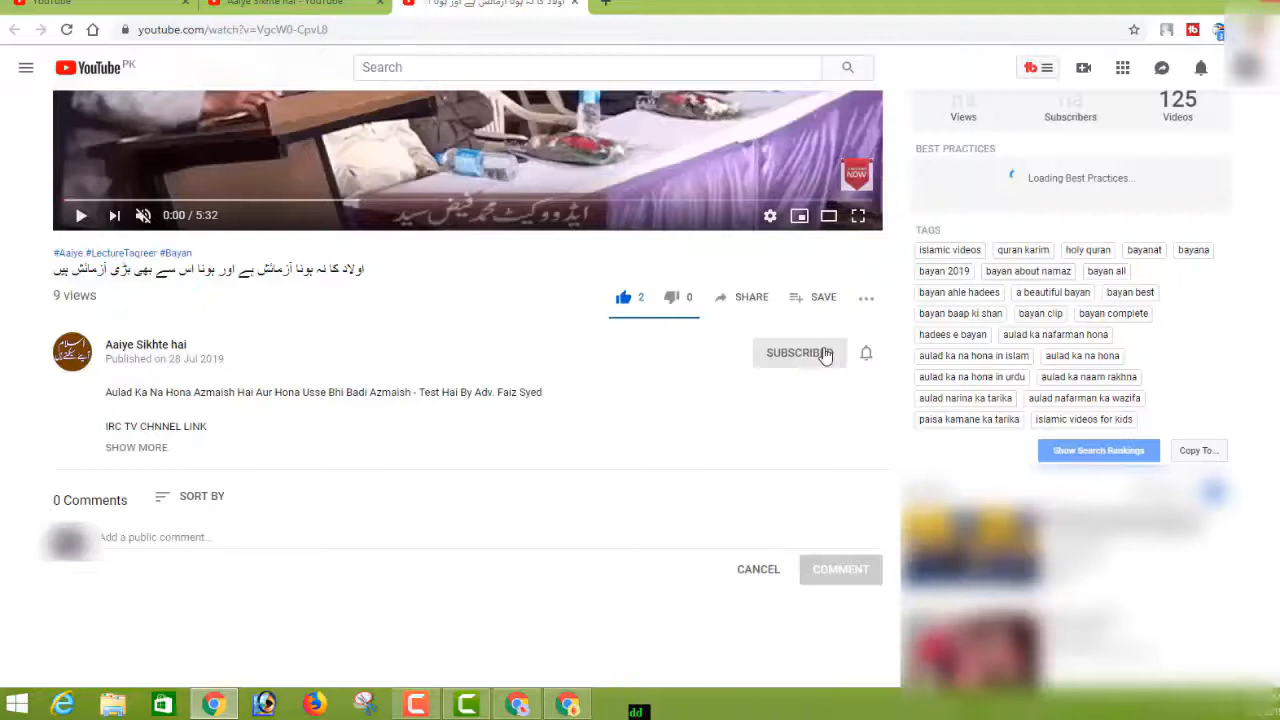 YouTube
Aaiye Sikhte hai - YouTube
youtube.com/watch?v=VgcW0-CpvL8
YouTube PK
Search
Views
Subscribers
125
Videos
BEST PRACTICES
Loading Best Practices...
TAGS
islamic videos quran karim holy quran bayanat bayana
bayan 2019 bayan about namaz bayan all
bayan ahle hadees a beautiful bayan bayan best
bayan baap ki shan bayan clip bayan complete
hadees e bayan aulad ka nafarman hona
aulad ka na hona in islam aulad ka na hona
aulad ka na hona in urdu aulad ka naam rakhna
aulad narina ka tarika aulad nafarman ka wazifa
paisa kamane ka tarika islamic videos for kids
Show Search Rankings Copy To...
NOW
ایڈووکیٹ محمد فیض سید
0:00 / 5:32
#Aaiye #LectureTaqreer #Bayan
اولاد کا نہ ہونا آزمائش ہے اور ہونا اس سے بھی بڑی آزمائش ہیں
9 views
2 0 SHARE SAVE
Aaiye Sikhte hai
Published on 28 Jul 2019
Aulad Ka Na Hona Azmaish Hai Aur Hona Usse Bhi Badi Azmaish - Test Hai By Adv. Faiz Syed
IRC TV CHNNEL LINK
SHOW MORE
0 Comments SORT BY
Add a public comment...
CANCEL COMMENT
dd